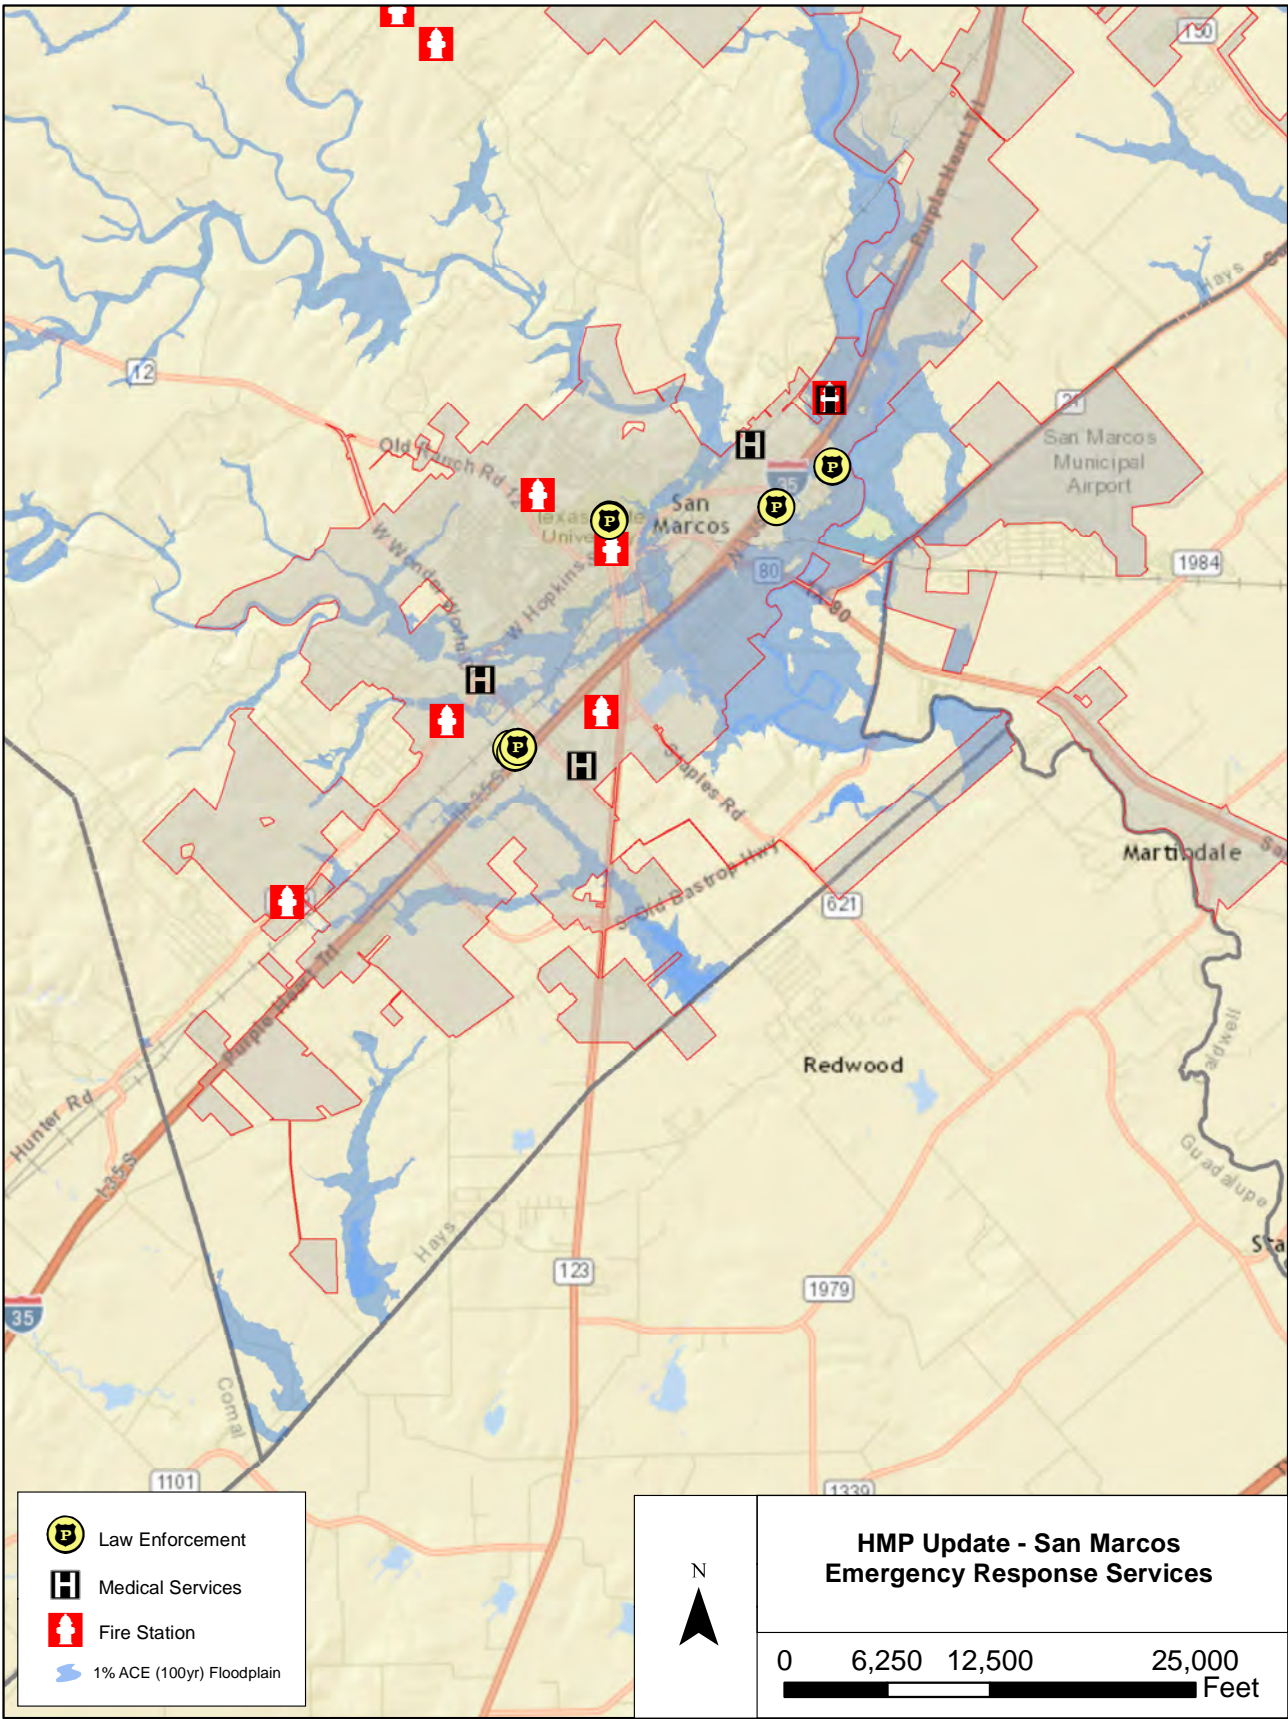 150
Purple Heart Trl
Hays
12
21
San Marcos
Municipal
Airport
Old Ranch Rd 12
35
San
Marcos
80
TX-80
1984
W Hopkins
W Wonder World
Staples Rd
S Old Bastrop Hwy
Martindale
621
Purple Heart Trl
Redwood
Caldwell
Guadalupe
Hunter Rd
I-35 S
Hays
123
1979
35
Comal
1101
1339
P Law Enforcement
H Medical Services
Fire Station
1% ACE (100yr) Floodplain
N
HMP Update - San Marcos
Emergency Response Services
0 6,250 12,500 25,000
Feet